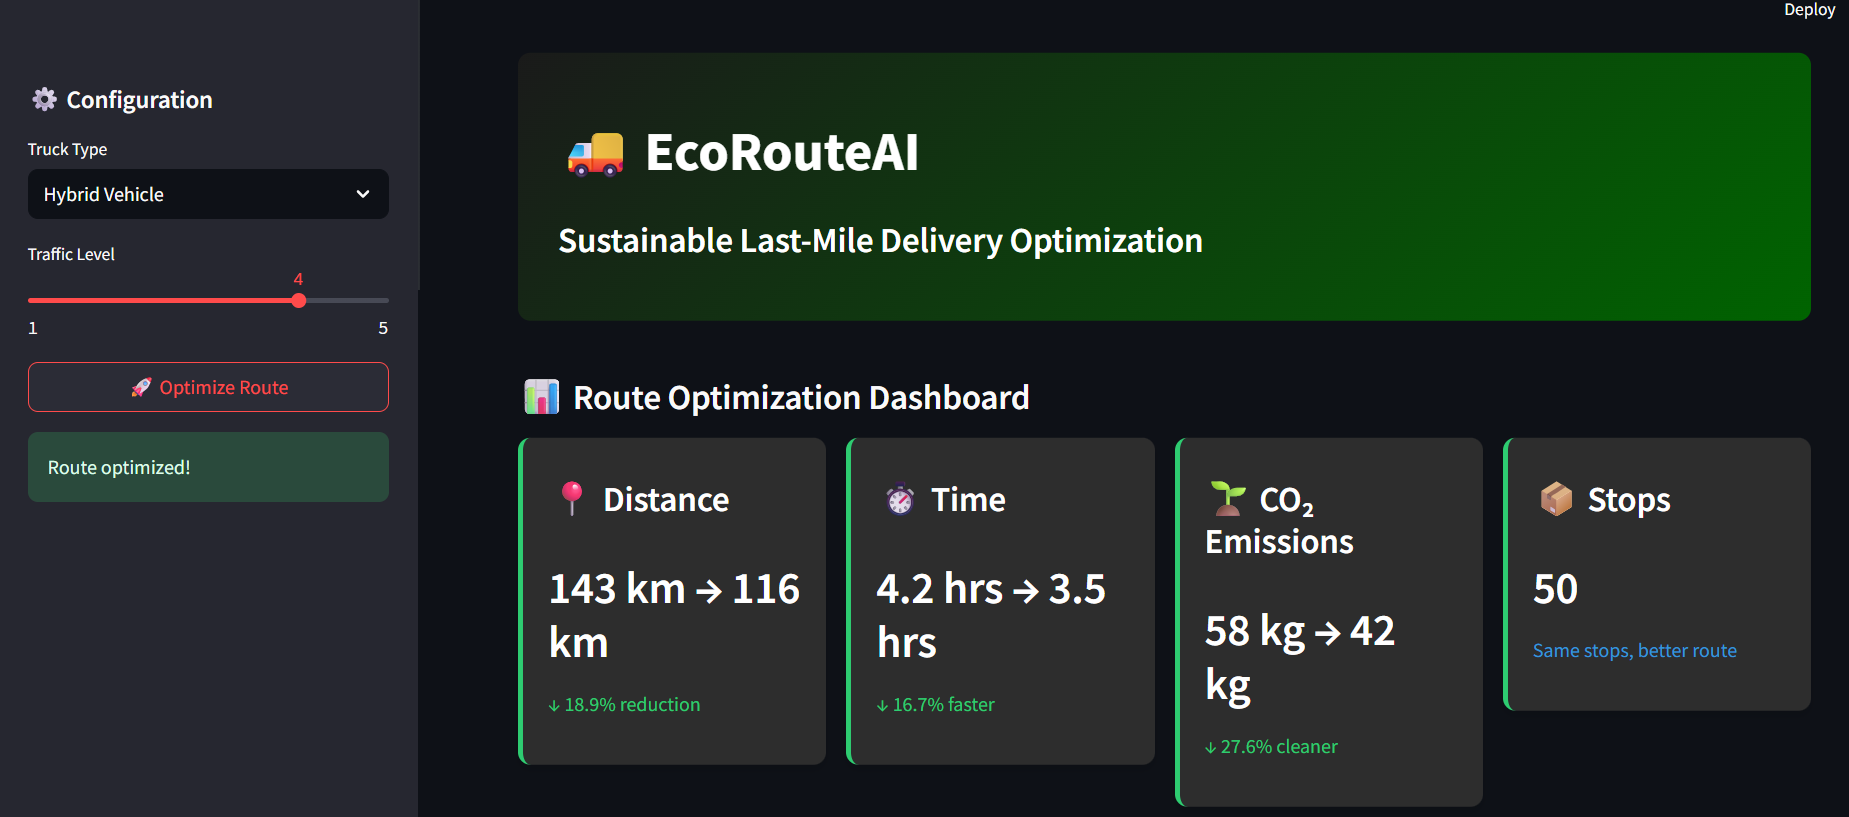 Deploy
Configuration
Truck Type
Hybrid Vehicle
Traffic Level
4
1
5
Optimize Route
Route optimized!
EcoRouteAI
Sustainable Last-Mile Delivery Optimization
Route Optimization Dashboard
Distance
143 km → 116
km
↓ 18.9% reduction
Time
4.2 hrs → 3.5
hrs
↓ 16.7% faster
CO₂
Emissions
58 kg → 42
kg
↓ 27.6% cleaner
Stops
50
Same stops, better route